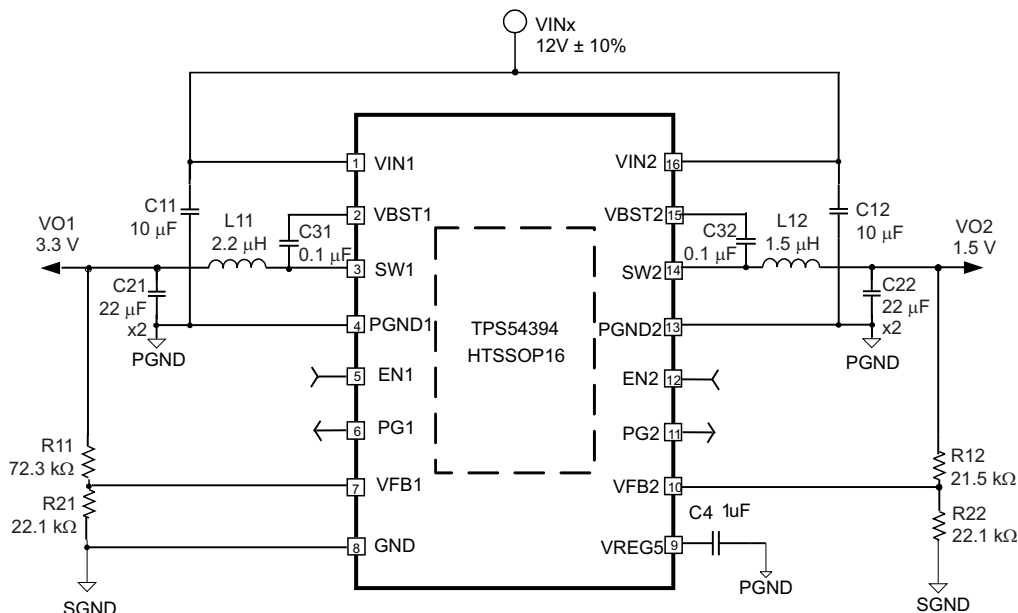 VINx
12V ± 10%
1
VIN1
VIN2
16
C11
10 µF
2
VBST1
VBST2
15
C12
10 µF
VO1
3.3 V
L11
2.2 µH
C31
0.1 µF
C32
0.1 µF
L12
1.5 µH
VO2
1.5 V
3
SW1
SW2
14
C21
22 µF
x2
C22
22 µF
x2
4
PGND1
PGND2
13
TPS54394
HTSSOP16
PGND
PGND
5
EN1
EN2
12
6
PG1
PG2
11
R11
72.3 kΩ
R12
21.5 kΩ
7
VFB1
VFB2
10
R21
22.1 kΩ
C4
1uF
R22
22.1 kΩ
8
GND
VREG5
9
PGND
SGND
SGND